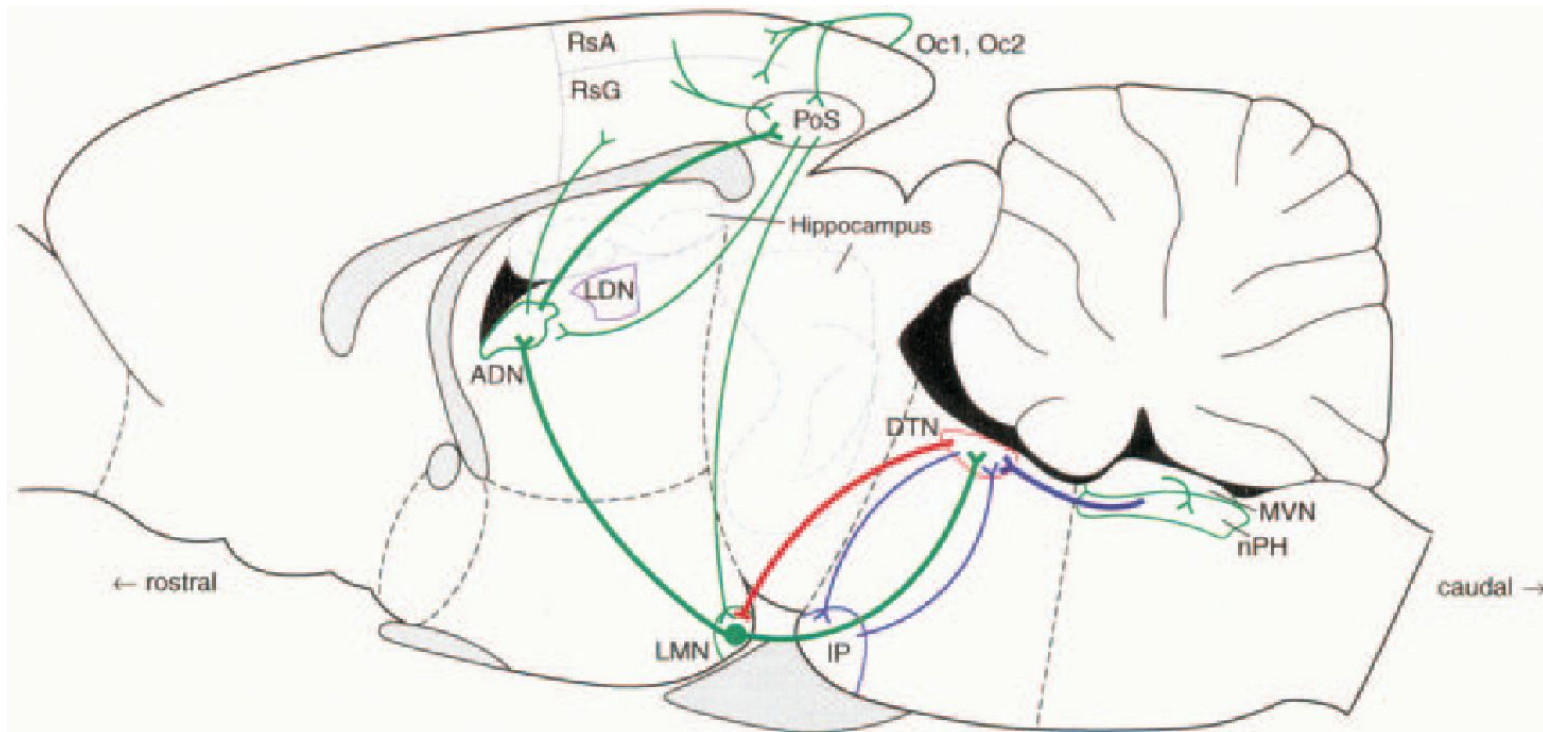 RsA
Oc1, Oc2
RsG
PoS
Hippocampus
LDN
ADN
DTN
MVN
nPH
← rostral
caudal →
LMN
IP